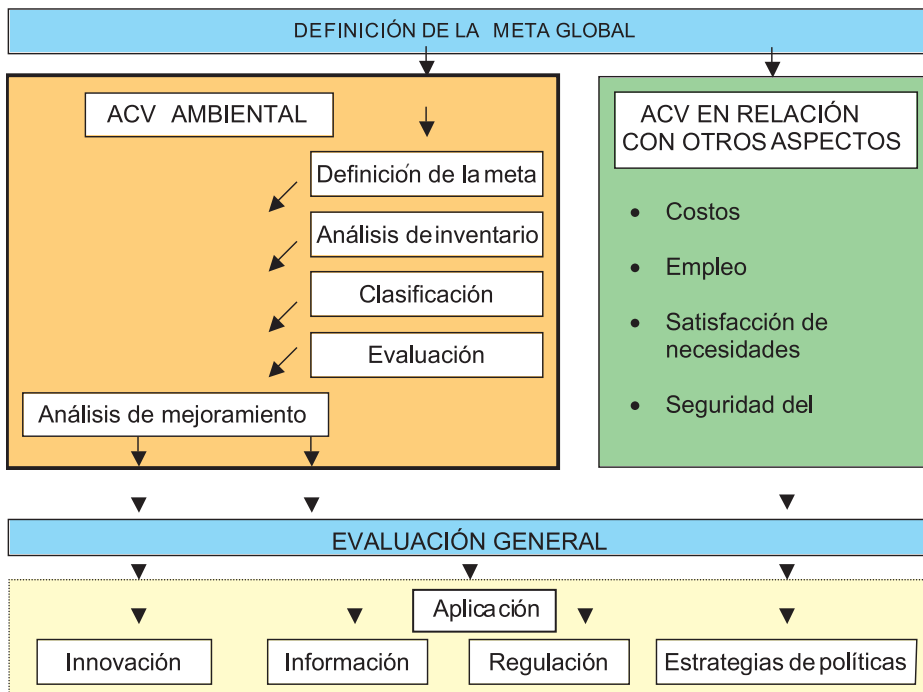 DEFINICIÓN DE LA META GLOBAL
ACV AMBIENTAL
Definición de la meta
Análisis de inventario
Clasificación
Evaluación
Análisis de mejoramiento
ACV EN RELACIÓN
CON OTROS ASPECTOS
• Costos
• Empleo
• Satisfacción de
necesidades
• Seguridad del
EVALUACIÓN GENERAL
Aplicación
Innovación
Información
Regulación
Estrategias de políticas